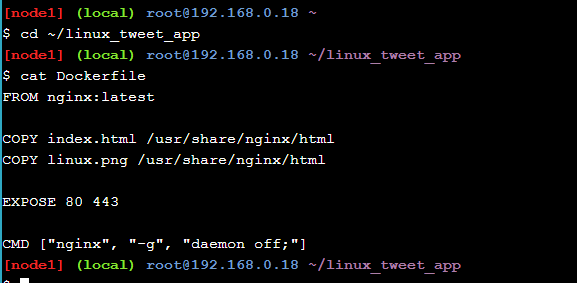 [node1] (local) root@192.168.0.18 ~
$ cd ~/linux_tweet_app
[node1] (local) root@192.168.0.18 ~/linux_tweet_app
$ cat Dockerfile
FROM nginx:latest
COPY index.html /usr/share/nginx/html
COPY linux.png /usr/share/nginx/html
EXPOSE 80 443
CMD ["nginx", "-g", "daemon off;"]
[node1] (local) root@192.168.0.18 ~/linux_tweet_app
$